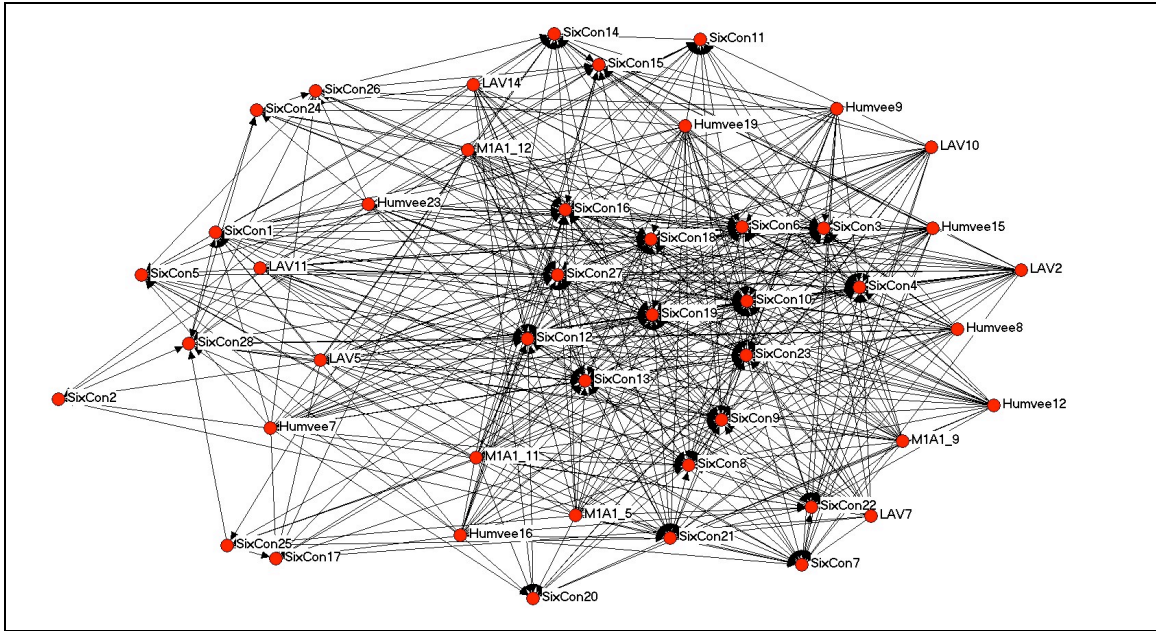 SixCon14
SixCon11
SixCon15
LAV14
SixCon26
SixCon24
Humvee9
Humvee19
LAV10
M1A1_12
Humvee23
SixCon16
SixCon1
SixCon18
SixCon6
SixCon3
Humvee15
LAV11
SixCon5
SixCon27
LAV2
SixCon4
SixCon10
SixCon19
Humvee8
SixCon12
SixCon28
SixCon23
LAV5
SixCon13
SixCon2
Humvee12
SixCon9
Humvee7
M1A1_9
M1A1_11
SixCon8
SixCon22
M1A1_5
LAV7
Humvee16
SixCon21
SixCon25
SixCon17
SixCon7
SixCon20